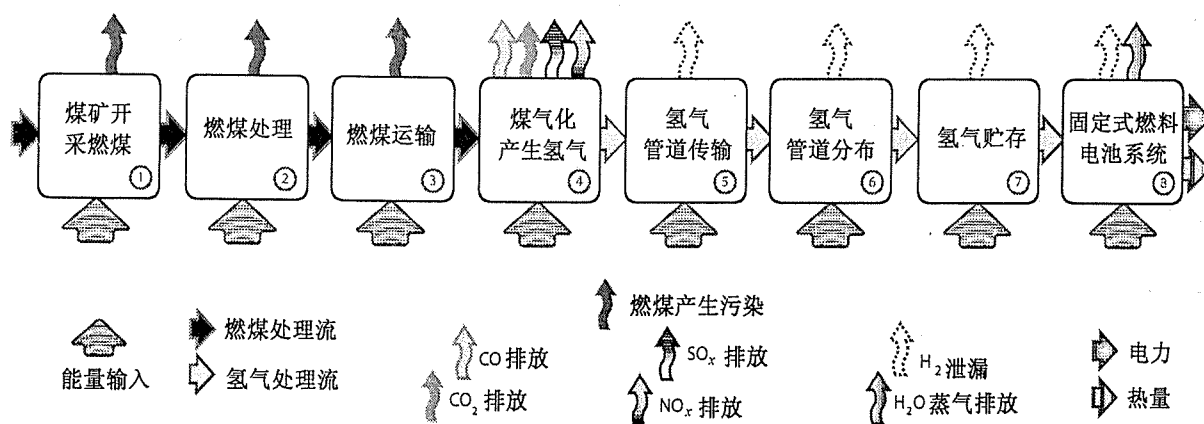 煤矿开
采燃煤
①
燃煤处理
②
燃煤运输
③
煤气化
产生氢气
④
氢气
管道传输
⑤
氢气
管道分布
⑥
氢气贮存
⑦
固定式燃料
电池系统
⑧
能量输入
燃煤处理流
氢气处理流
燃煤产生污染
CO 排放
CO₂ 排放
SOₓ 排放
NOₓ 排放
H₂泄漏
H₂O蒸气排放
电力
热量